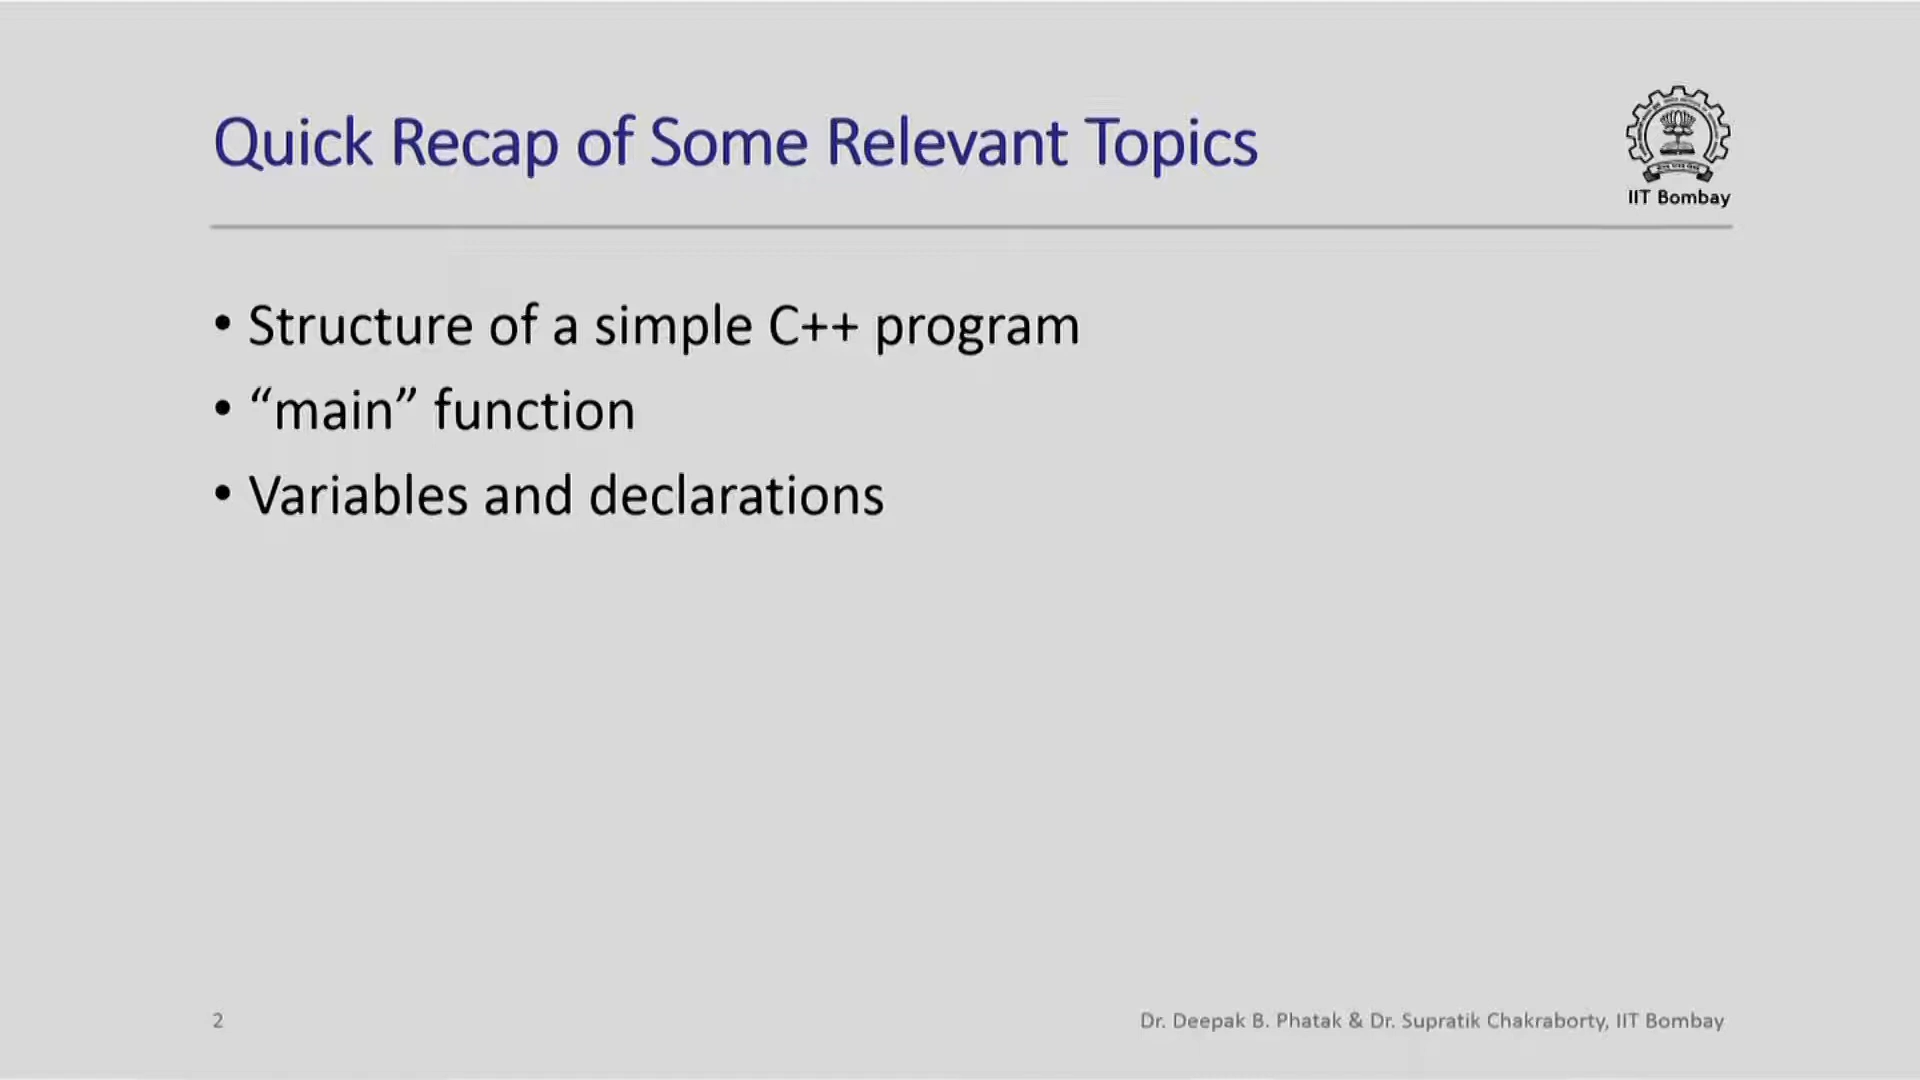 Quick Recap of Some Relevant Topics
IIT Bombay
• Structure of a simple C++ program
• “main” function
• Variables and declarations
2
Dr. Deepak B. Phatak & Dr. Supratik Chakraborty, IIT Bombay